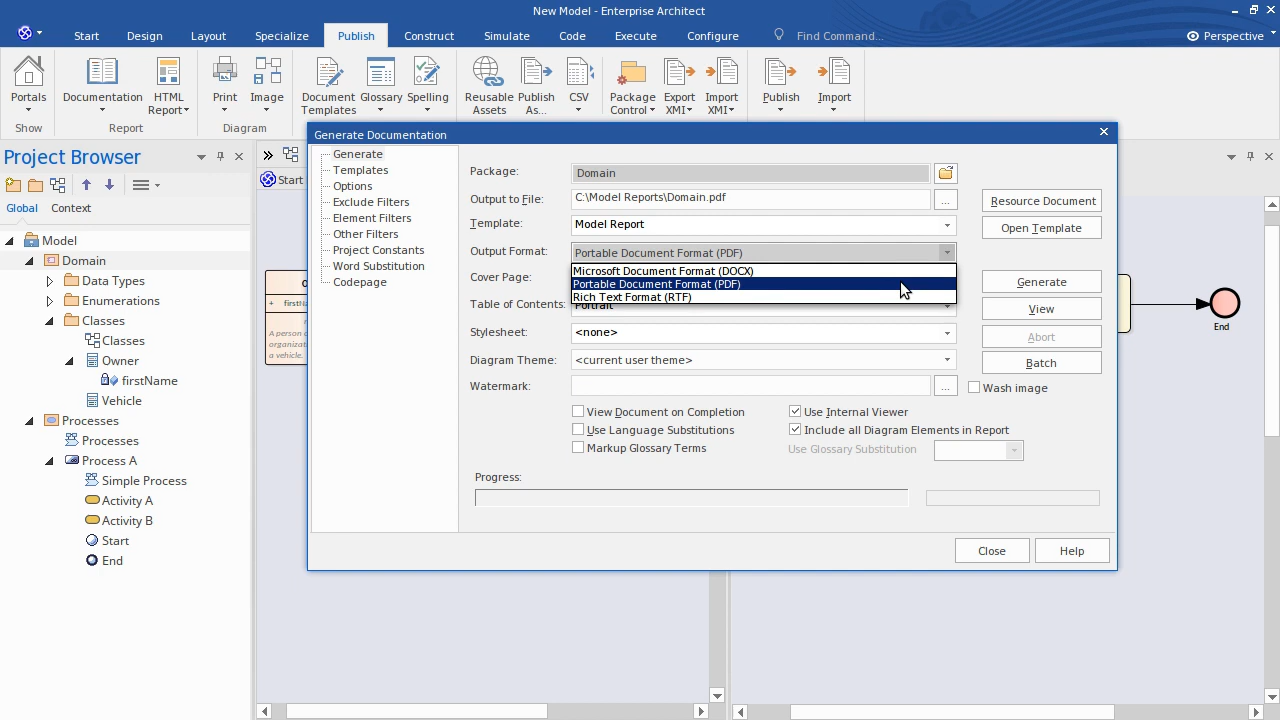 New Model - Enterprise Architect
Start Design Layout Specialize Publish Construct Simulate Code Execute Configure Find Command... Perspective
Portals Documentation HTML Report Print Image Document Templates Glossary Spelling Reusable Assets Publish As... CSV Package Control Export XMI Import XMI Publish Import
Show Report Diagram
Project Browser
Global Context
Model
Domain
Data Types
Enumerations
Classes
Classes
Owner
firstName
Vehicle
Processes
Processes
Process A
Simple Process
Activity A
Activity B
Start
End
Start
O
+ firstN
A person o
organizati
a vehicle.
Generate Documentation
Generate
Templates
Options
Exclude Filters
Element Filters
Other Filters
Project Constants
Word Substitution
Codepage
Package: Domain
Output to File: C:\Model Reports\Domain.pdf ...
Resource Document
Template: Model Report
Open Template
Output Format: Portable Document Format (PDF)
Microsoft Document Format (DOCX)
Portable Document Format (PDF)
Rich Text Format (RTF)
Cover Page:
Generate
Table of Contents: Portrait
View
Stylesheet: <none>
Abort
Diagram Theme: <current user theme>
Batch
Watermark: ...
Wash image
View Document on Completion Use Internal Viewer
Use Language Substitutions Include all Diagram Elements in Report
Markup Glossary Terms Use Glossary Substitution
Progress:
Close Help
End